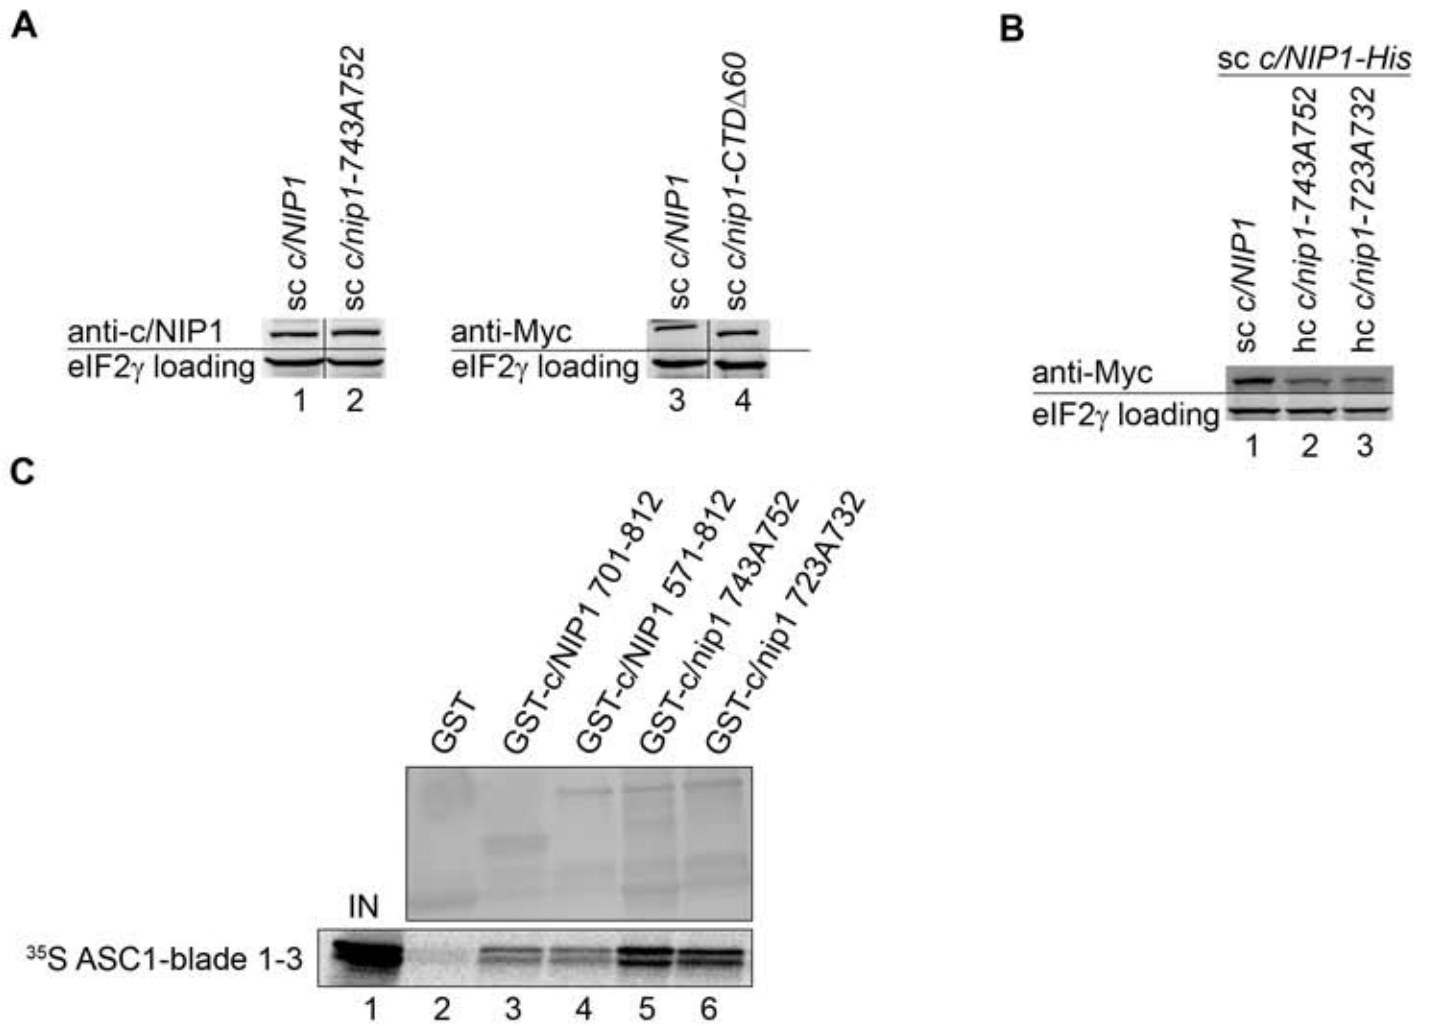 A
sc c/NIP1
sc c/nip1-743A752
sc c/NIP1
sc c/nip1-CTDΔ60
anti-c/NIP1
eIF2γ loading
1 2
anti-Myc
eIF2γ loading
3 4
B
sc c/NIP1-His
sc c/NIP1
hc c/nip1-743A752
hc c/nip1-723A732
anti-Myc
eIF2γ loading
1 2 3
C
GST
GST-c/NIP1 701-812
GST-c/NIP1 571-812
GST-c/nip1 743A752
GST-c/nip1 723A732
IN
³⁵S ASC1-blade 1-3
1 2 3 4 5 6